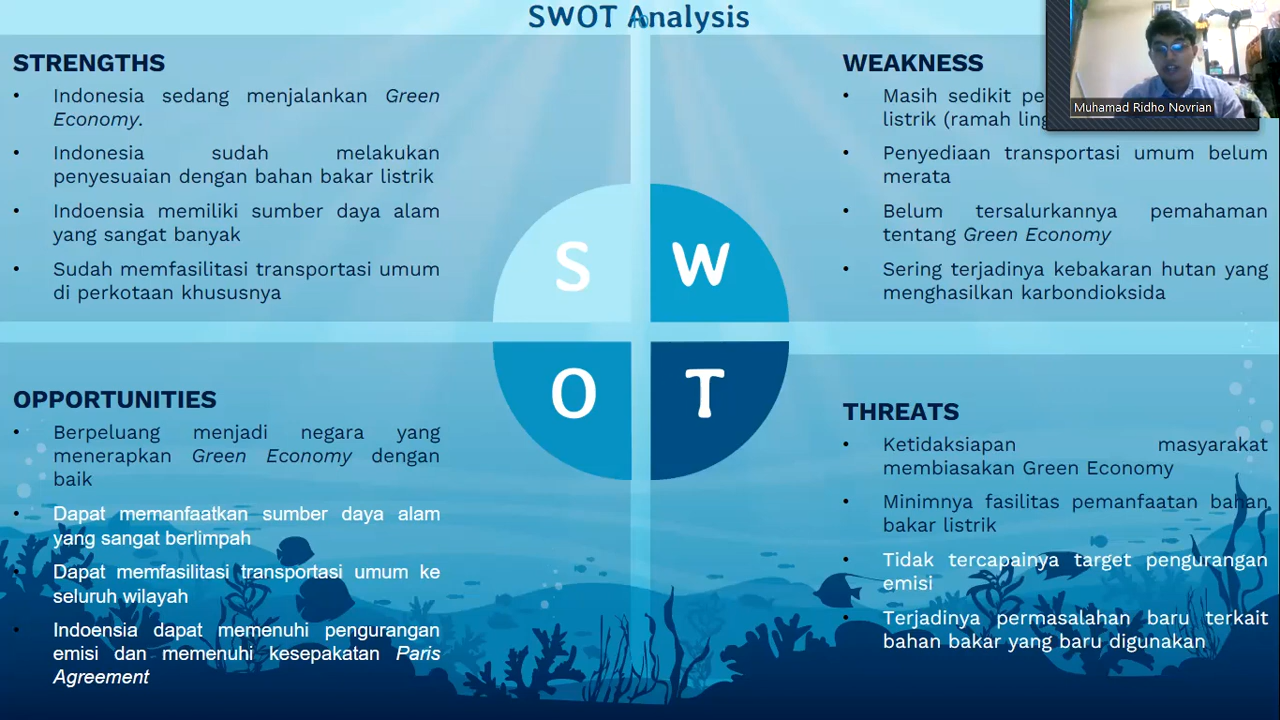 SWOT Analysis
STRENGTHS
• Indonesia sedang menjalankan Green
Economy.
• Indonesia sudah melakukan
penyesuaian dengan bahan bakar listrik
• Indoensia memiliki sumber daya alam
yang sangat banyak
• Sudah memfasilitasi transportasi umum
di perkotaan khususnya
WEAKNESS
• Masih sedikit
listrik (ramah
• Penyediaan transportasi umum belum
merata
• Belum tersalurkannya pemahaman
tentang Green Economy
• Sering terjadinya kebakaran hutan yang
menghasilkan karbondioksida
Muhamad Ridho Novrian
S
W
O
T
OPPORTUNITIES
• Berpeluang menjadi negara yang
menerapkan Green Economy dengan
baik
• Dapat memanfaatkan sumber daya alam
yang sangat berlimpah
• Dapat memfasilitasi transportasi umum ke
seluruh wilayah
• Indoensia dapat memenuhi pengurangan
emisi dan memenuhi kesepakatan Paris
Agreement
THREATS
• Ketidaksiapan masyarakat
membiasakan Green Economy
• Minimnya fasilitas pemanfaatan bahan
bakar listrik
• Tidak tercapainya target pengurangan
emisi
• Terjadinya permasalahan baru terkait
bahan bakar yang baru digunakan